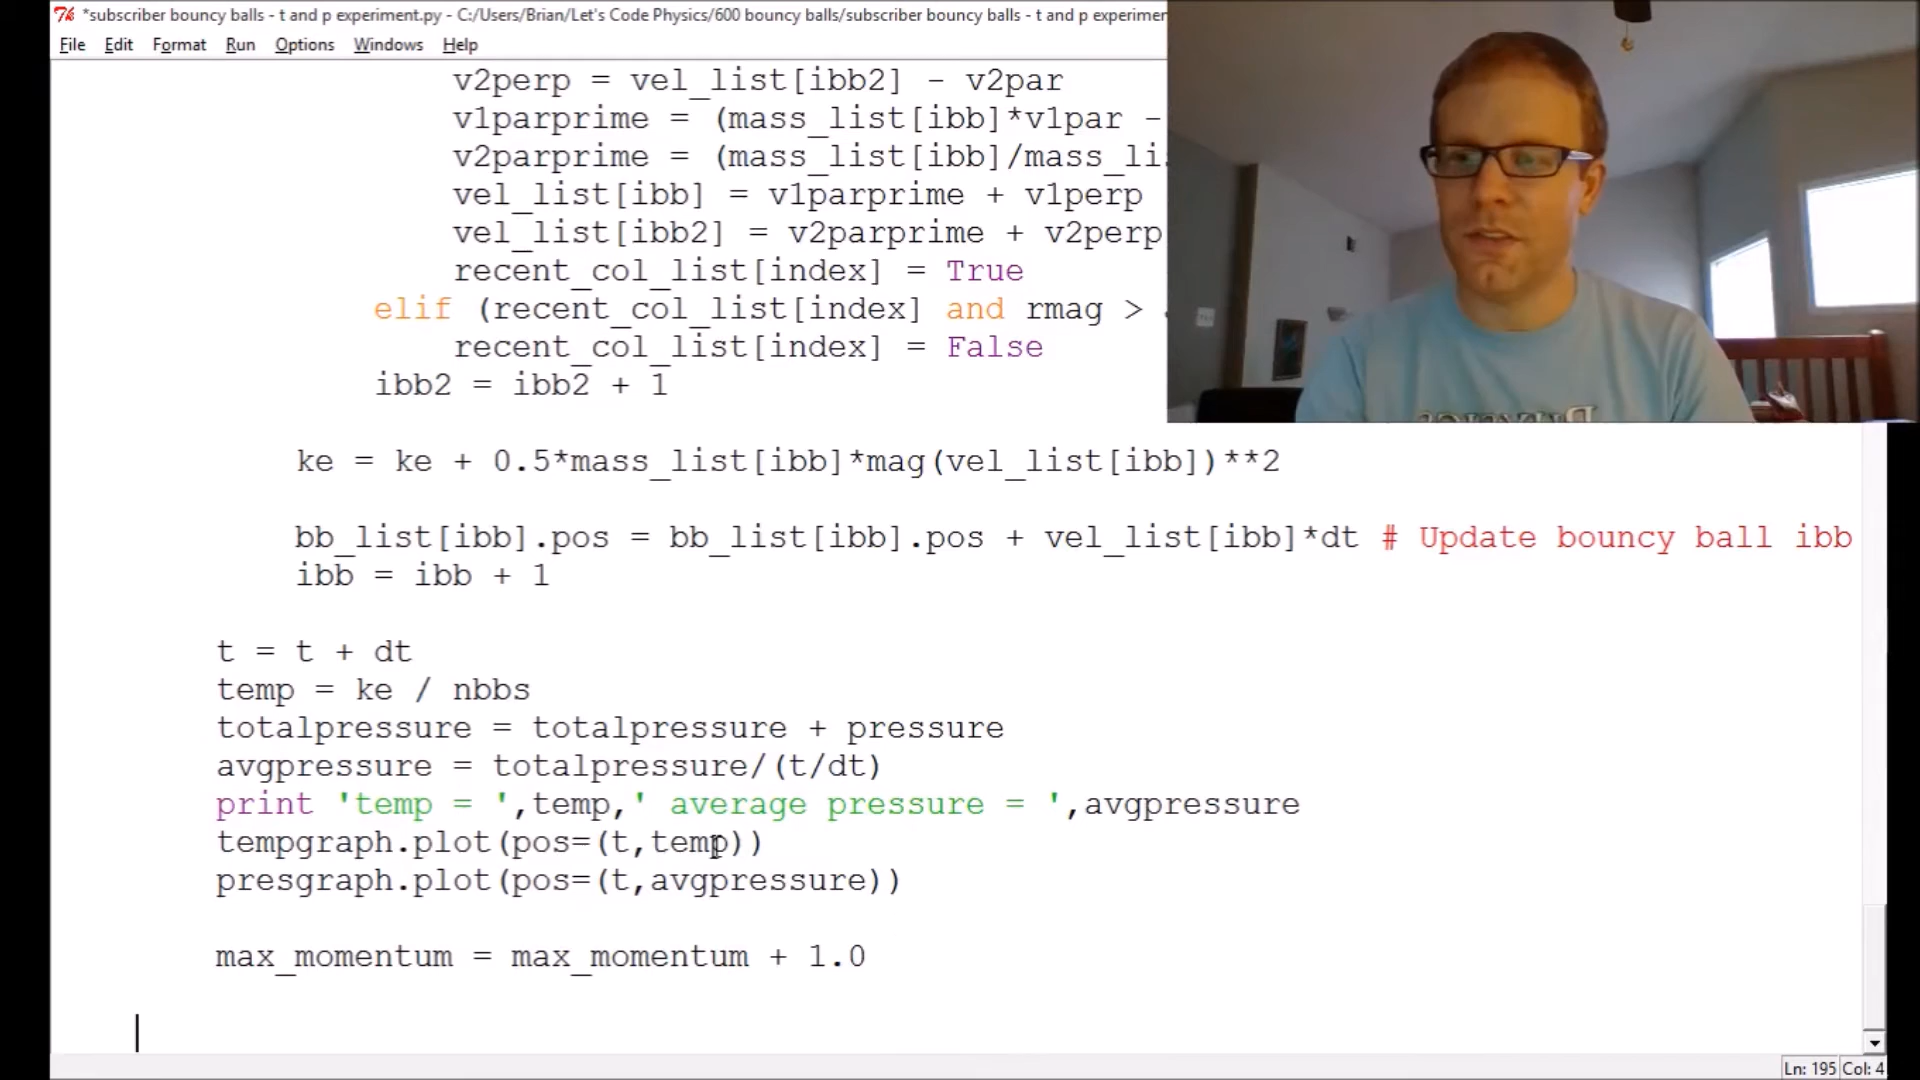 *subscriber bouncy balls - t and p experiment.py - C:/Users/Brian/Let's Code Physics/600 bouncy balls/subscriber bouncy balls - t and p experiment
File Edit Format Run Options Windows Help
v2perp = vel_list[ibb2] - v2par
v1parprime = (mass_list[ibb]*v1par -
v2parprime = (mass_list[ibb]/mass_li
vel_list[ibb] = v1parprime + v1perp
vel_list[ibb2] = v2parprime + v2perp
recent_col_list[index] = True
elif (recent_col_list[index] and rmag >
recent_col_list[index] = False
ibb2 = ibb2 + 1
ke = ke + 0.5*mass_list[ibb]*mag(vel_list[ibb])**2
bb_list[ibb].pos = bb_list[ibb].pos + vel_list[ibb]*dt # Update bouncy ball ibb
ibb = ibb + 1
t = t + dt
temp = ke / nbbs
totalpressure = totalpressure + pressure
avgpressure = totalpressure/(t/dt)
print 'temp = ',temp,' average pressure = ',avgpressure
tempgraph.plot(pos=(t,temp))
presgraph.plot(pos=(t,avgpressure))
max_momentum = max_momentum + 1.0
Ln: 195 Col: 4